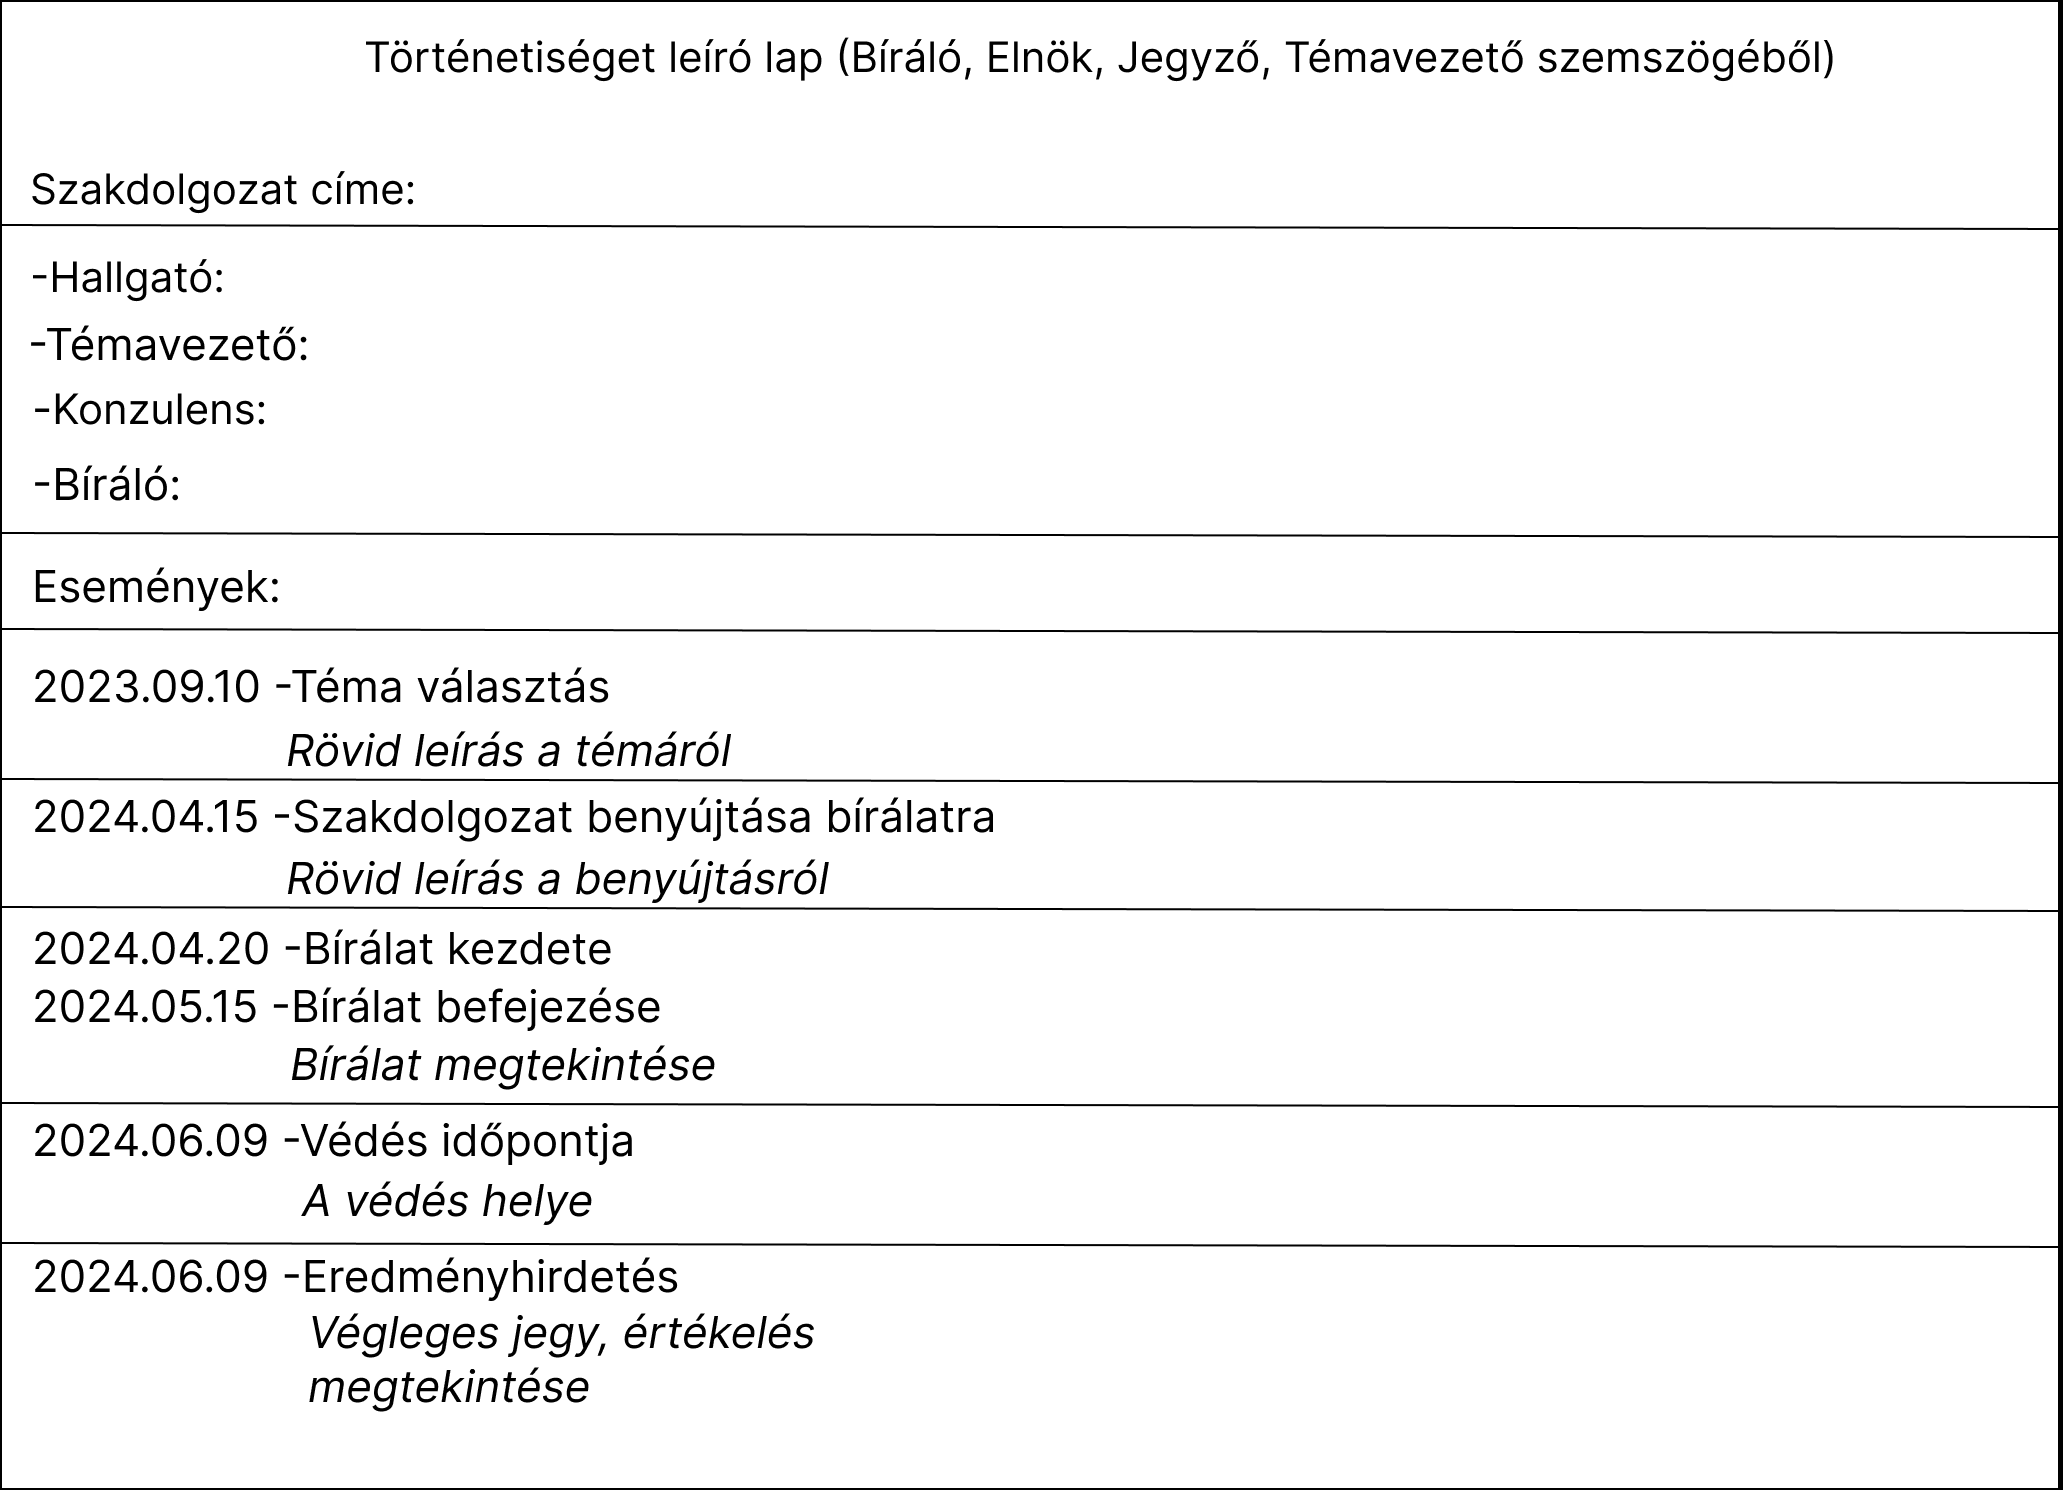 Történetiséget leíró lap (Bíráló, Elnök, Jegyző, Témavezető szemszögéből)
Szakdolgozat címe:
-Hallgató:
-Témavezető:
-Konzulens:
-Bíráló:
Események:
2023.09.10 -Téma választás
Rövid leírás a témáról
2024.04.15 -Szakdolgozat benyújtása bírálatra
Rövid leírás a benyújtásról
2024.04.20 -Bírálat kezdete
2024.05.15 -Bírálat befejezése
Bírálat megtekintése
2024.06.09 -Védés időpontja
A védés helye
2024.06.09 -Eredményhirdetés
Végleges jegy, értékelés
megtekintése